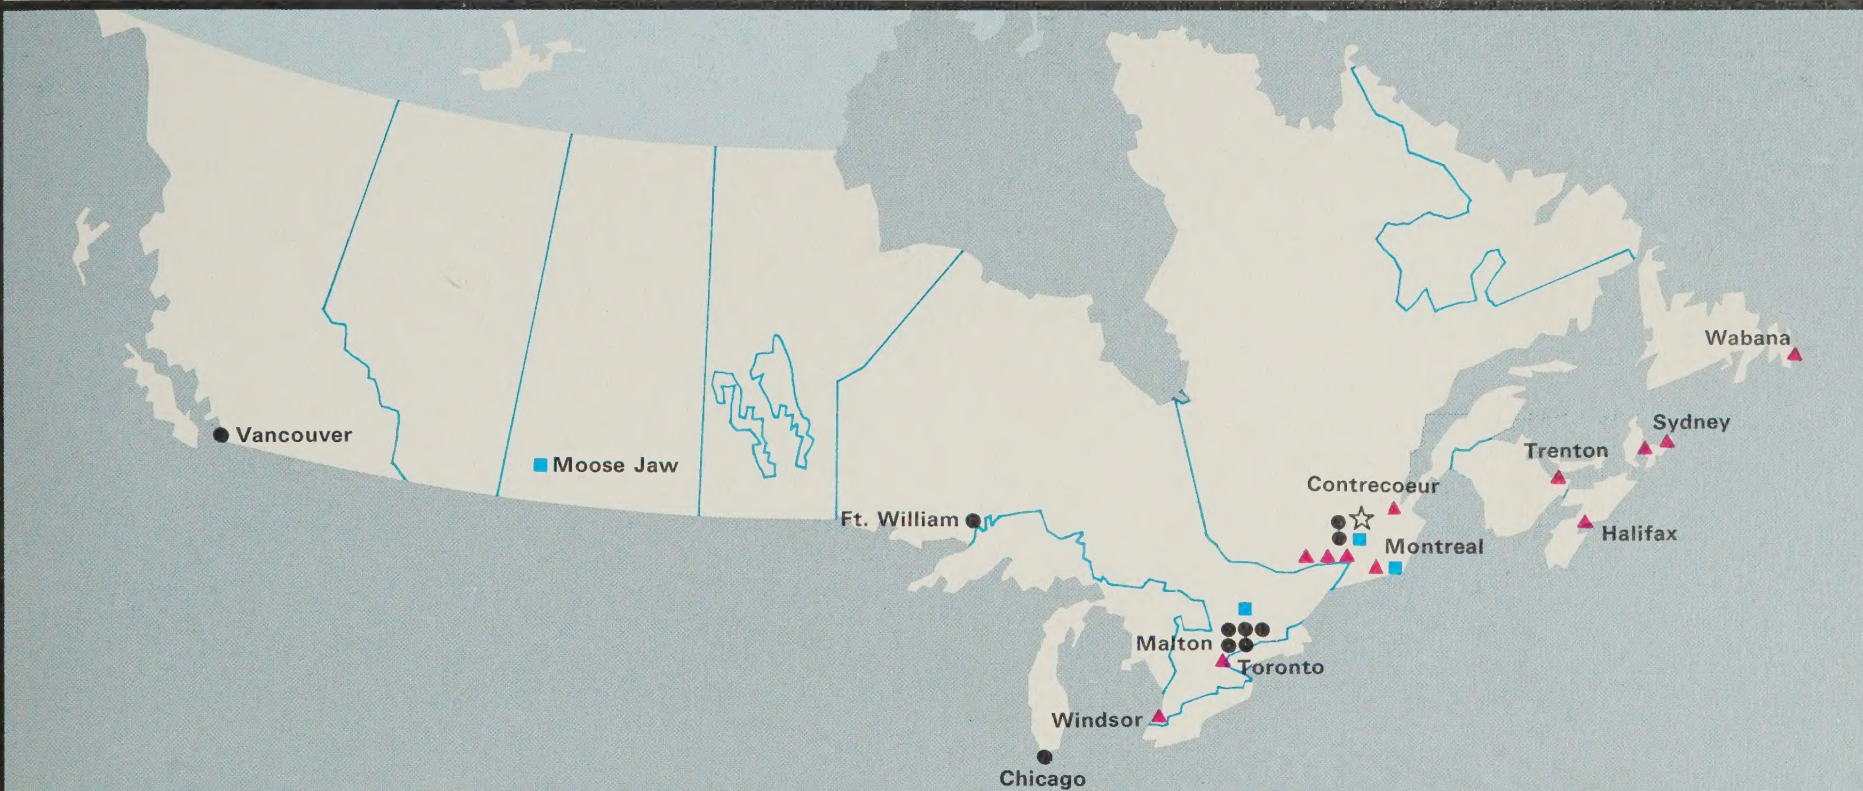 Wabana
Sydney
Vancouver
Trenton
Moose Jaw
Contrecoeur
Ft. William
Halifax
Montreal
Malton
Toronto
Windsor
Chicago